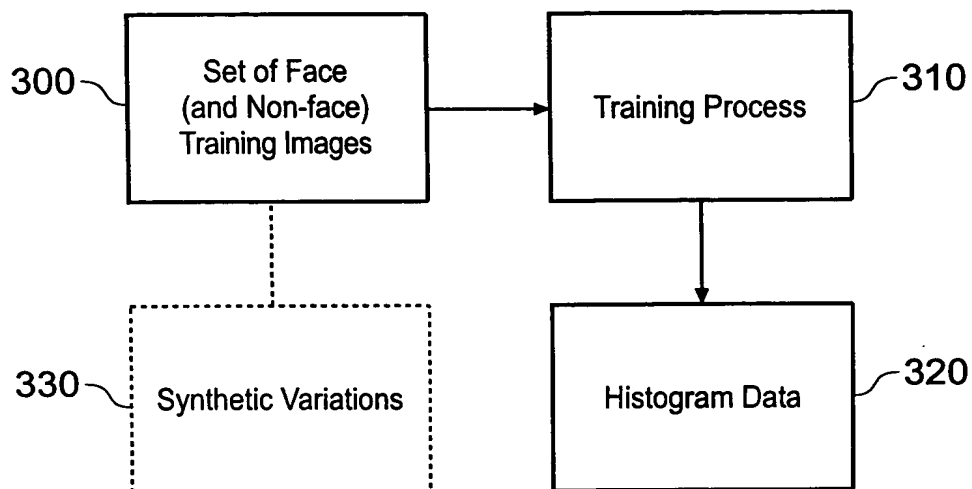 300
Set of Face
(and Non-face)
Training Images
Training Process
310
330
Synthetic Variations
Histogram Data
320